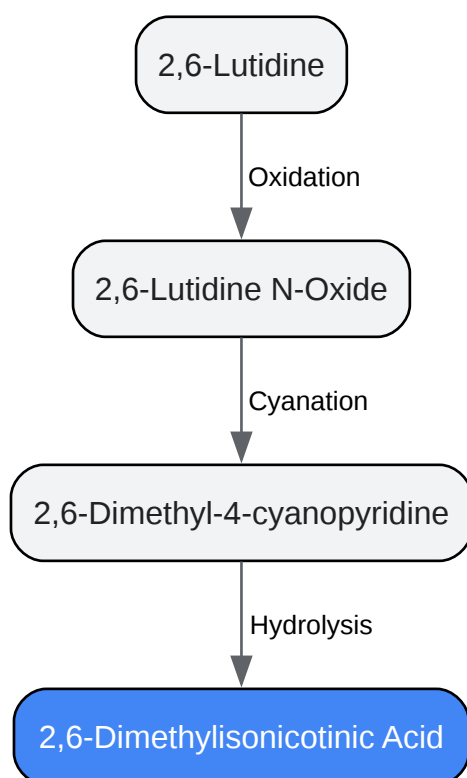 2,6-Lutidine
Oxidation
2,6-Lutidine N-Oxide
Cyanation
2,6-Dimethyl-4-cyanopyridine
Hydrolysis
2,6-Dimethylisonicotinic Acid